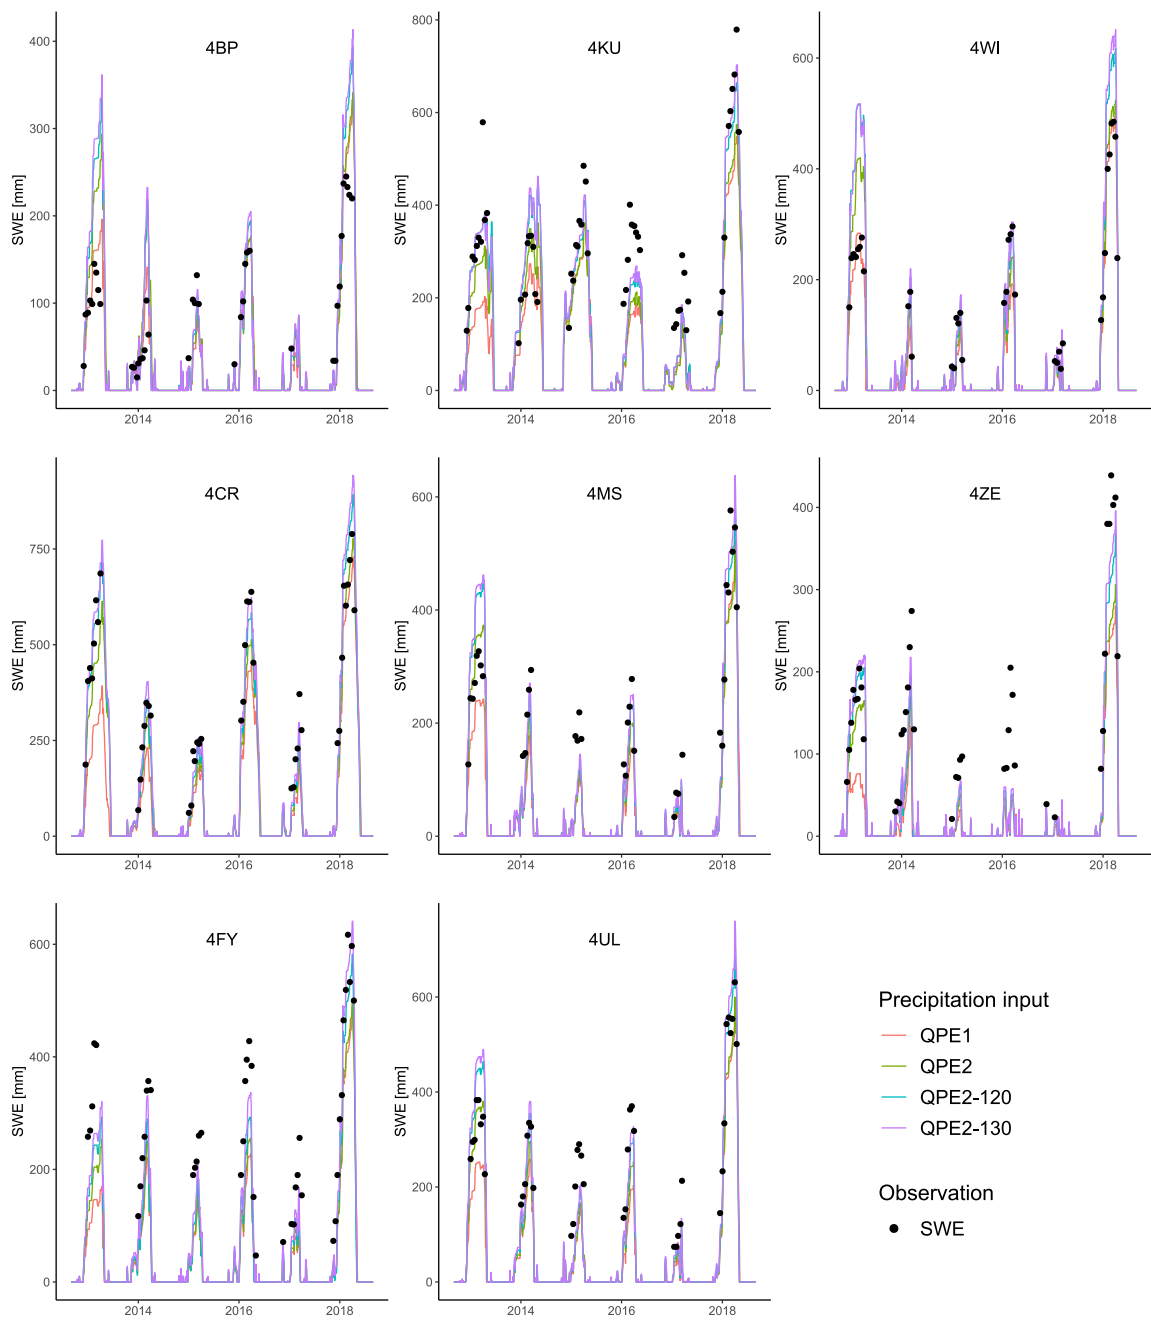 4BP
SWE [mm]
400
300
200
100
0
2014
2016
2018
4KU
SWE [mm]
800
600
400
200
0
2014
2016
2018
4WI
SWE [mm]
600
400
200
0
2014
2016
2018
4CR
SWE [mm]
750
500
250
0
2014
2016
2018
4MS
SWE [mm]
600
400
200
0
2014
2016
2018
4ZE
SWE [mm]
400
300
200
100
0
2014
2016
2018
4FY
SWE [mm]
600
400
200
0
2014
2016
2018
4UL
SWE [mm]
600
400
200
0
2014
2016
2018
Precipitation input
QPE1
QPE2
QPE2-120
QPE2-130
Observation
SWE